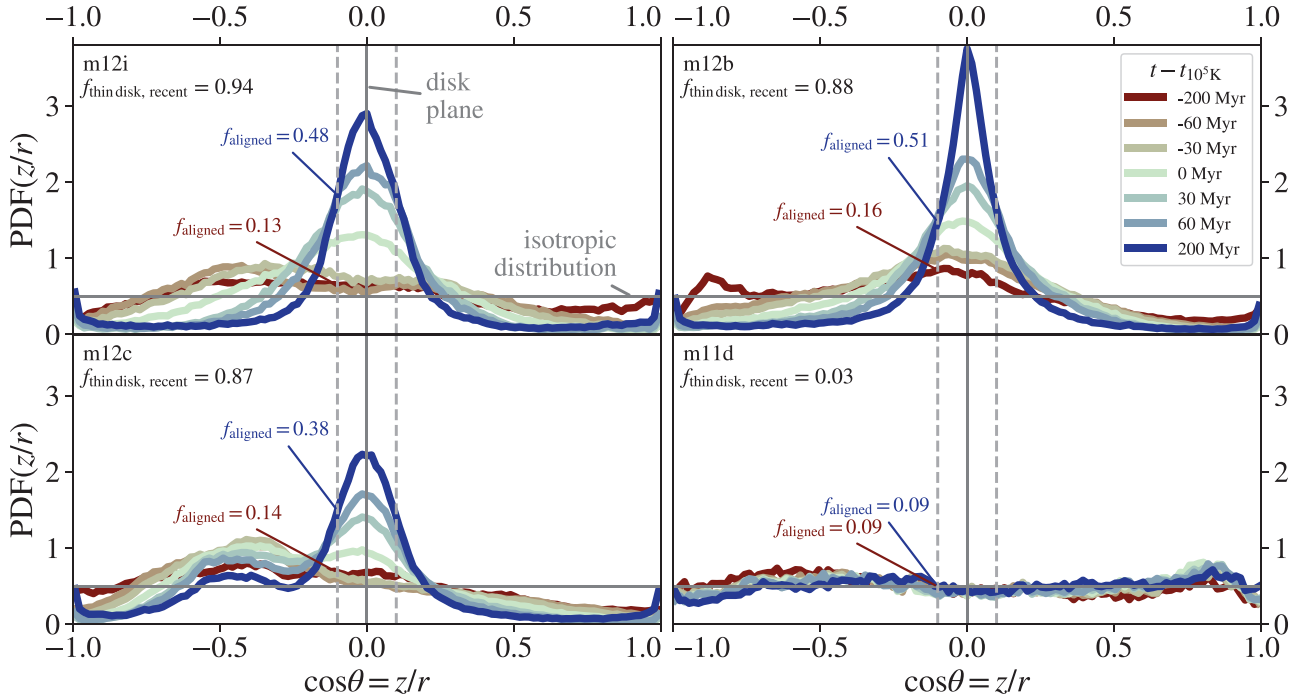 −1.0 −0.5 0.0 0.5 1.0
−1.0 −0.5 0.0 0.5 1.0
m12i
f_thin disk, recent = 0.94
disk
plane
f_aligned = 0.48
f_aligned = 0.13
isotropic
distribution
PDF(z/r)
3
2
1
0
m12b
f_thin disk, recent = 0.88
f_aligned = 0.51
f_aligned = 0.16
t − t_10⁵K
-200 Myr
-60 Myr
-30 Myr
0 Myr
30 Myr
60 Myr
200 Myr
3
2
1
0
m12c
f_thin disk, recent = 0.87
f_aligned = 0.38
f_aligned = 0.14
PDF(z/r)
3
2
1
0
m11d
f_thin disk, recent = 0.03
f_aligned = 0.09
f_aligned = 0.09
3
2
1
0
−1.0 −0.5 0.0 0.5 1.0
−1.0 −0.5 0.0 0.5 1.0
cosθ = z/r
cosθ = z/r